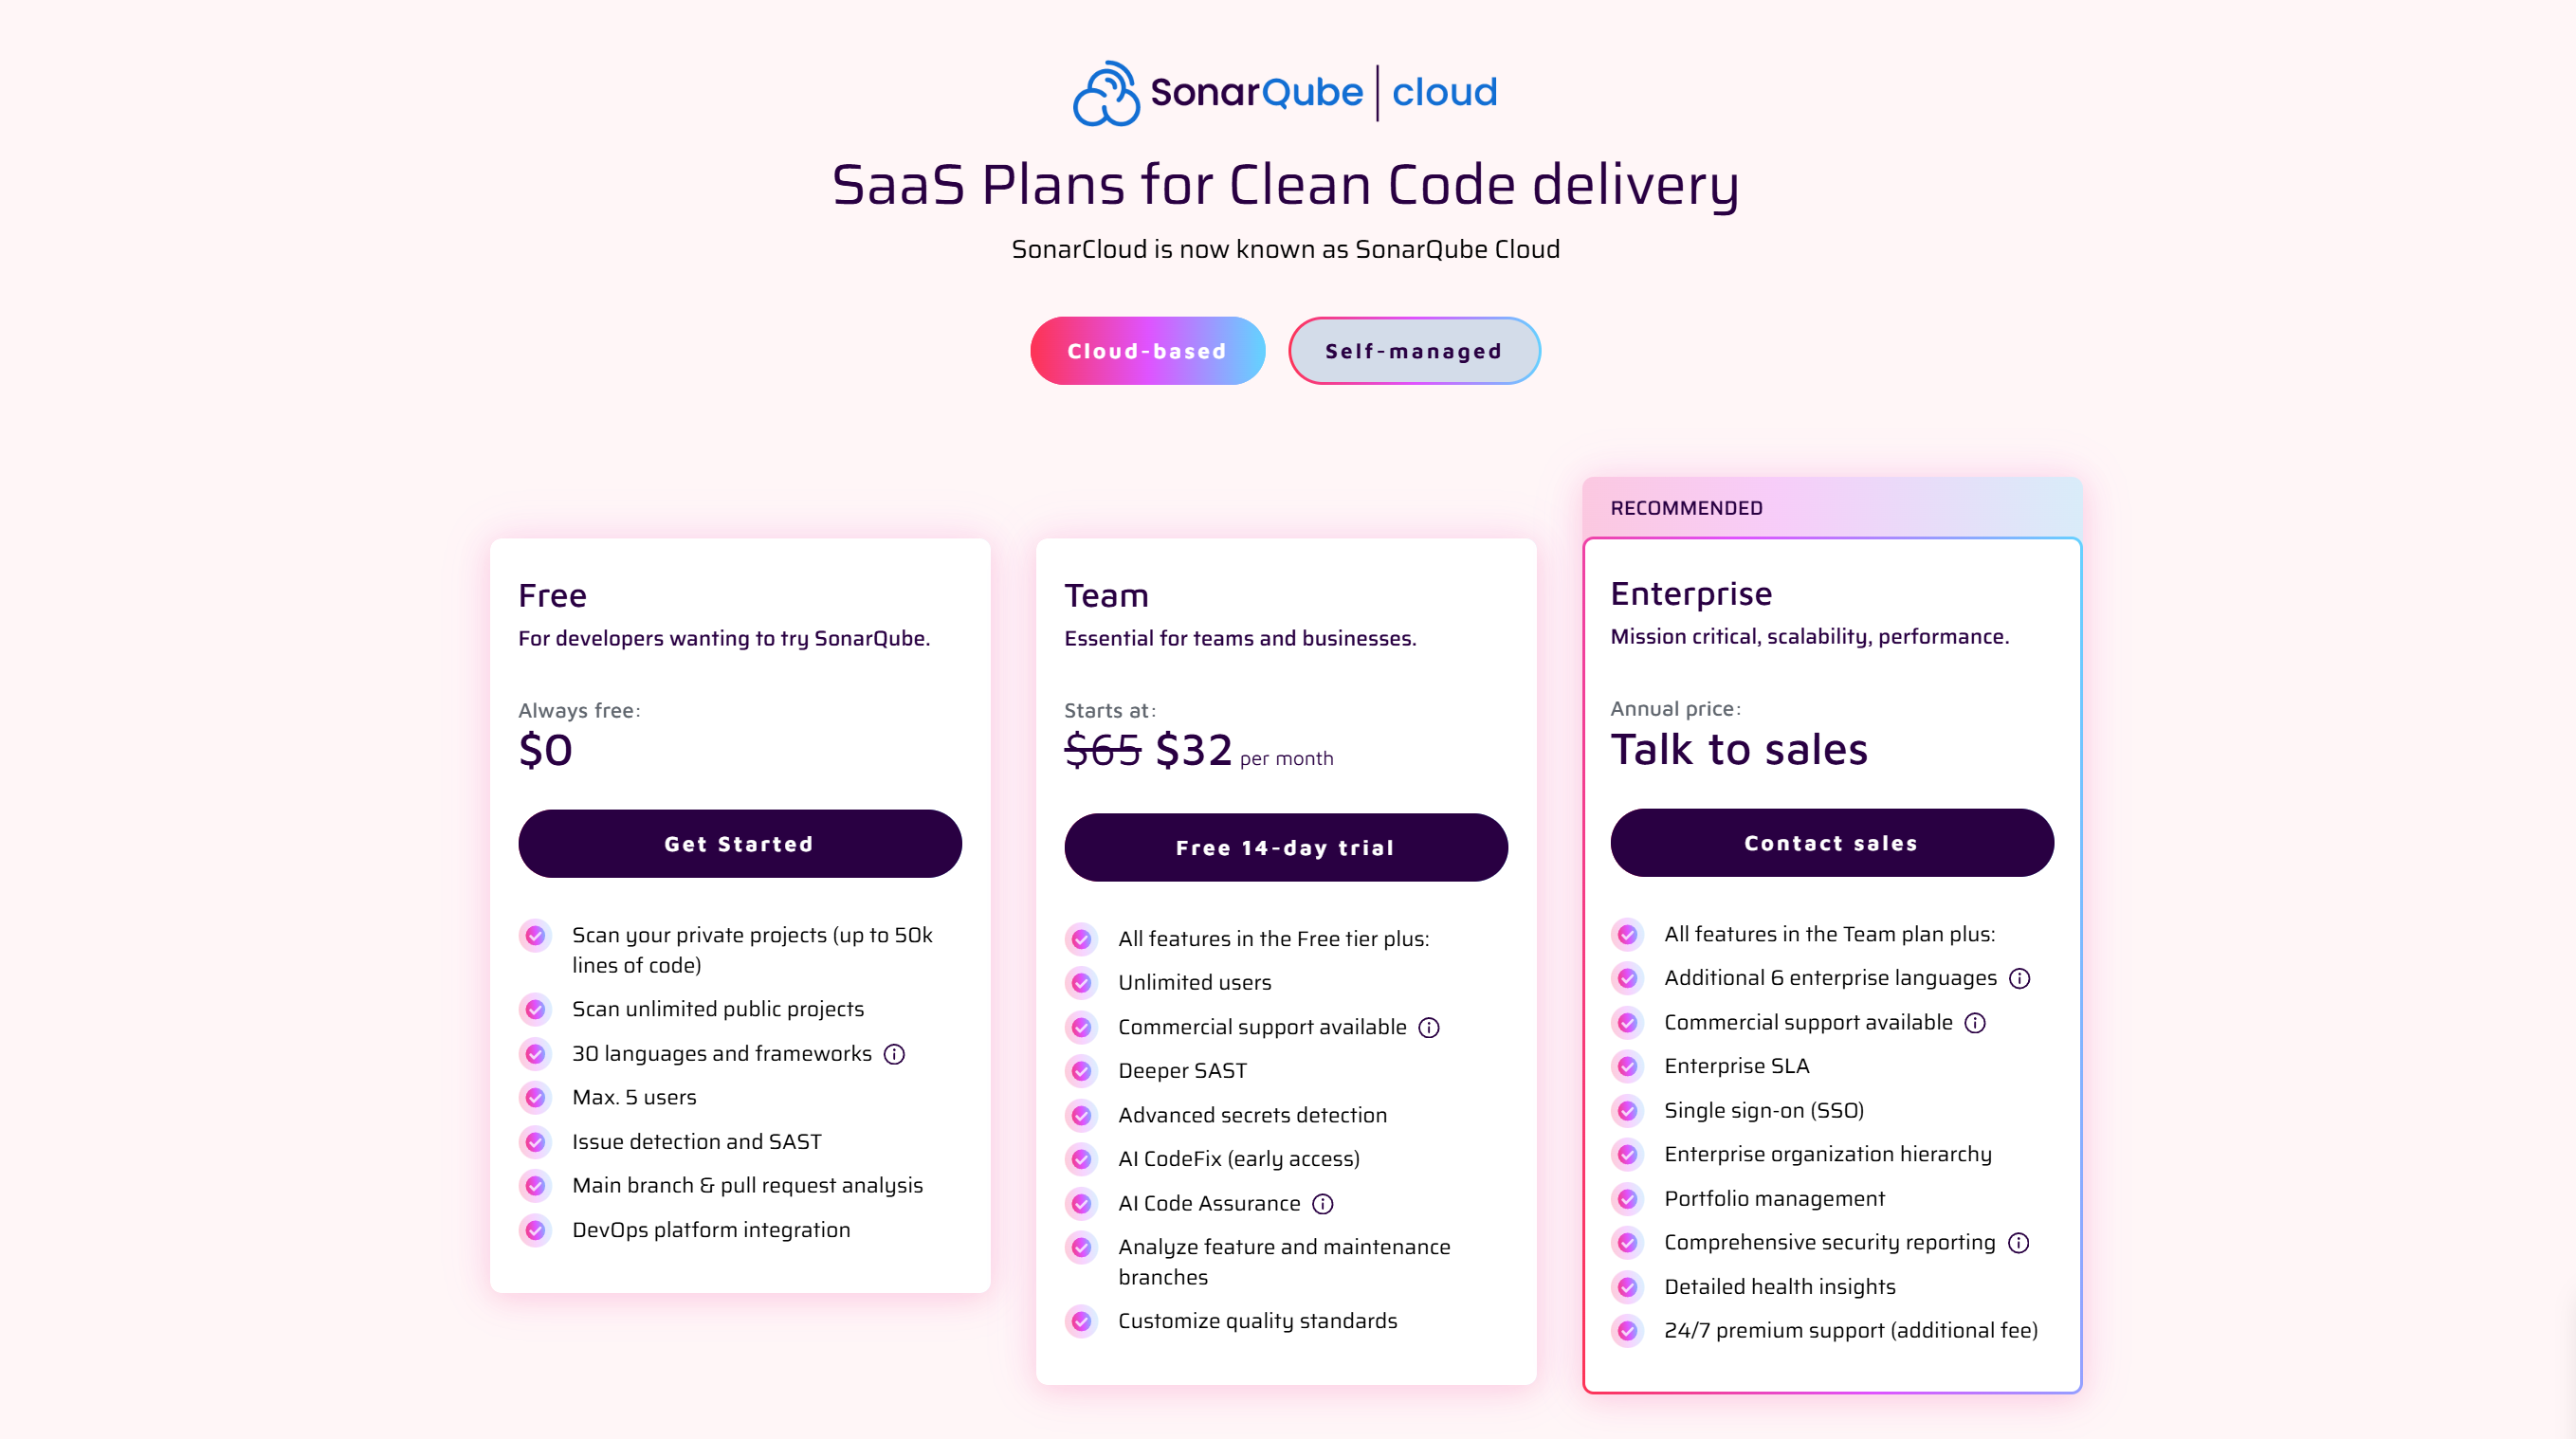 SonarQube | cloud
SaaS Plans for Clean Code delivery
SonarCloud is now known as SonarQube Cloud
Cloud-based
Self-managed
Free
For developers wanting to try SonarQube.
Always free:
$0
Get Started
Scan your private projects (up to 50k
lines of code)
Scan unlimited public projects
30 languages and frameworks
Max. 5 users
Issue detection and SAST
Main branch & pull request analysis
DevOps platform integration
Team
Essential for teams and businesses.
Starts at:
$65 $32 per month
Free 14-day trial
All features in the Free tier plus:
Unlimited users
Commercial support available
Deeper SAST
Advanced secrets detection
AI CodeFix (early access)
AI Code Assurance
Analyze feature and maintenance
branches
Customize quality standards
RECOMMENDED
Enterprise
Mission critical, scalability, performance.
Annual price:
Talk to sales
Contact sales
All features in the Team plan plus:
Additional 6 enterprise languages
Commercial support available
Enterprise SLA
Single sign-on (SSO)
Enterprise organization hierarchy
Portfolio management
Comprehensive security reporting
Detailed health insights
24/7 premium support (additional fee)